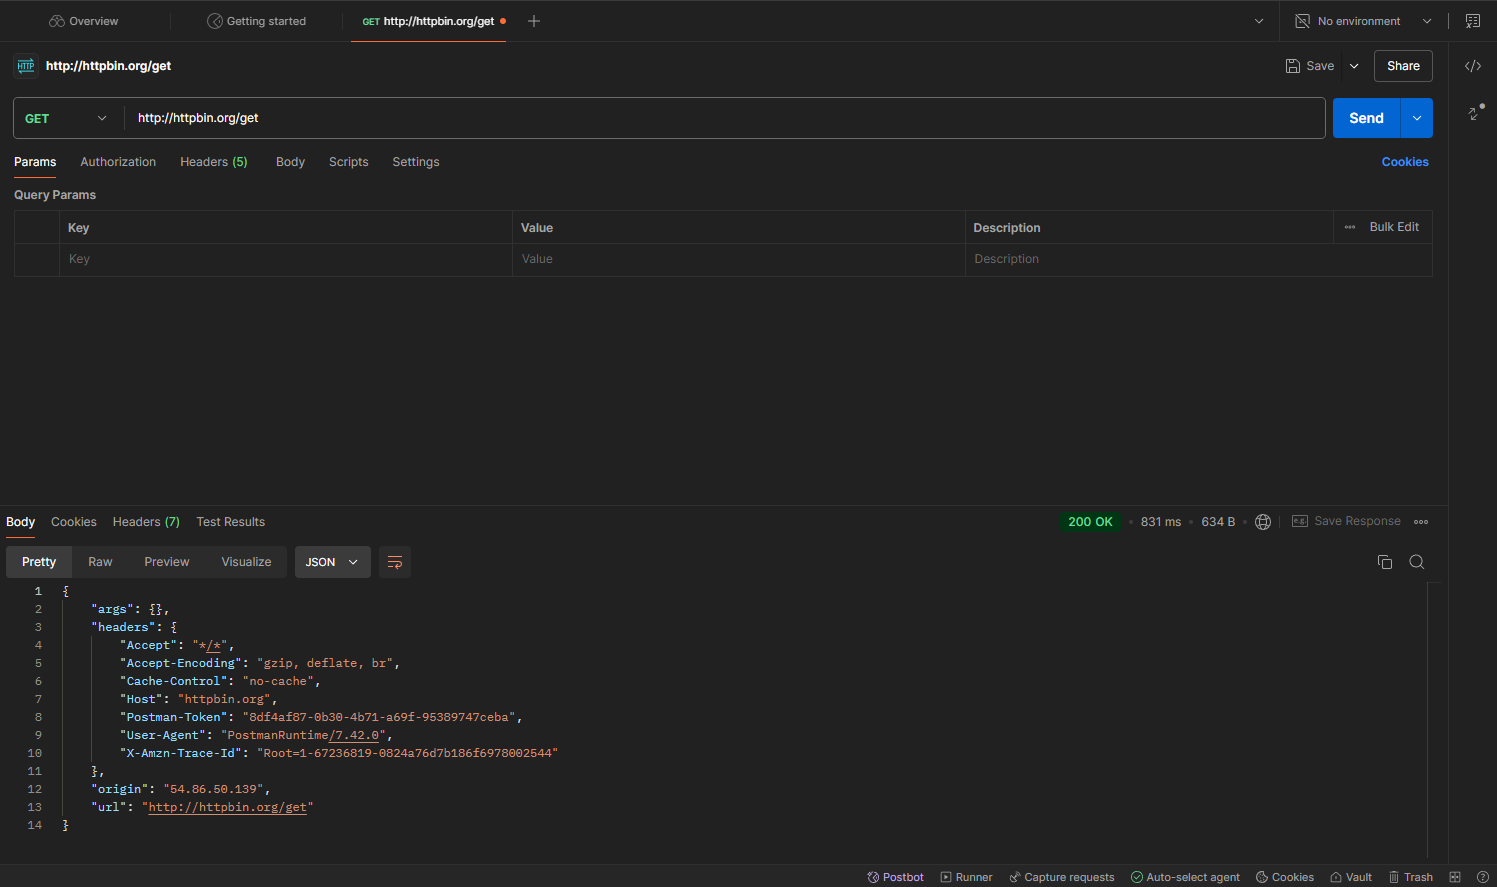 Overview Getting started GET http://httpbin.org/get No environment
HTTP http://httpbin.org/get Save Share
GET http://httpbin.org/get Send
Params Authorization Headers (5) Body Scripts Settings Cookies
Query Params
Key Value Description Bulk Edit
Key Value Description
Body Cookies Headers (7) Test Results 200 OK 831 ms 634 B e.g. Save Response
Pretty Raw Preview Visualize JSON
1 {
2 "args": {},
3 "headers": {
4 "Accept": "*/*",
5 "Accept-Encoding": "gzip, deflate, br",
6 "Cache-Control": "no-cache",
7 "Host": "httpbin.org",
8 "Postman-Token": "8df4af87-0b30-4b71-a69f-95389747ceba",
9 "User-Agent": "PostmanRuntime/7.42.0",
10 "X-Amzn-Trace-Id": "Root=1-67236819-0824a76d7b186f6978002544"
11 },
12 "origin": "54.86.50.139",
13 "url": "http://httpbin.org/get"
14 }
Postbot Runner Capture requests Auto-select agent Cookies Vault Trash